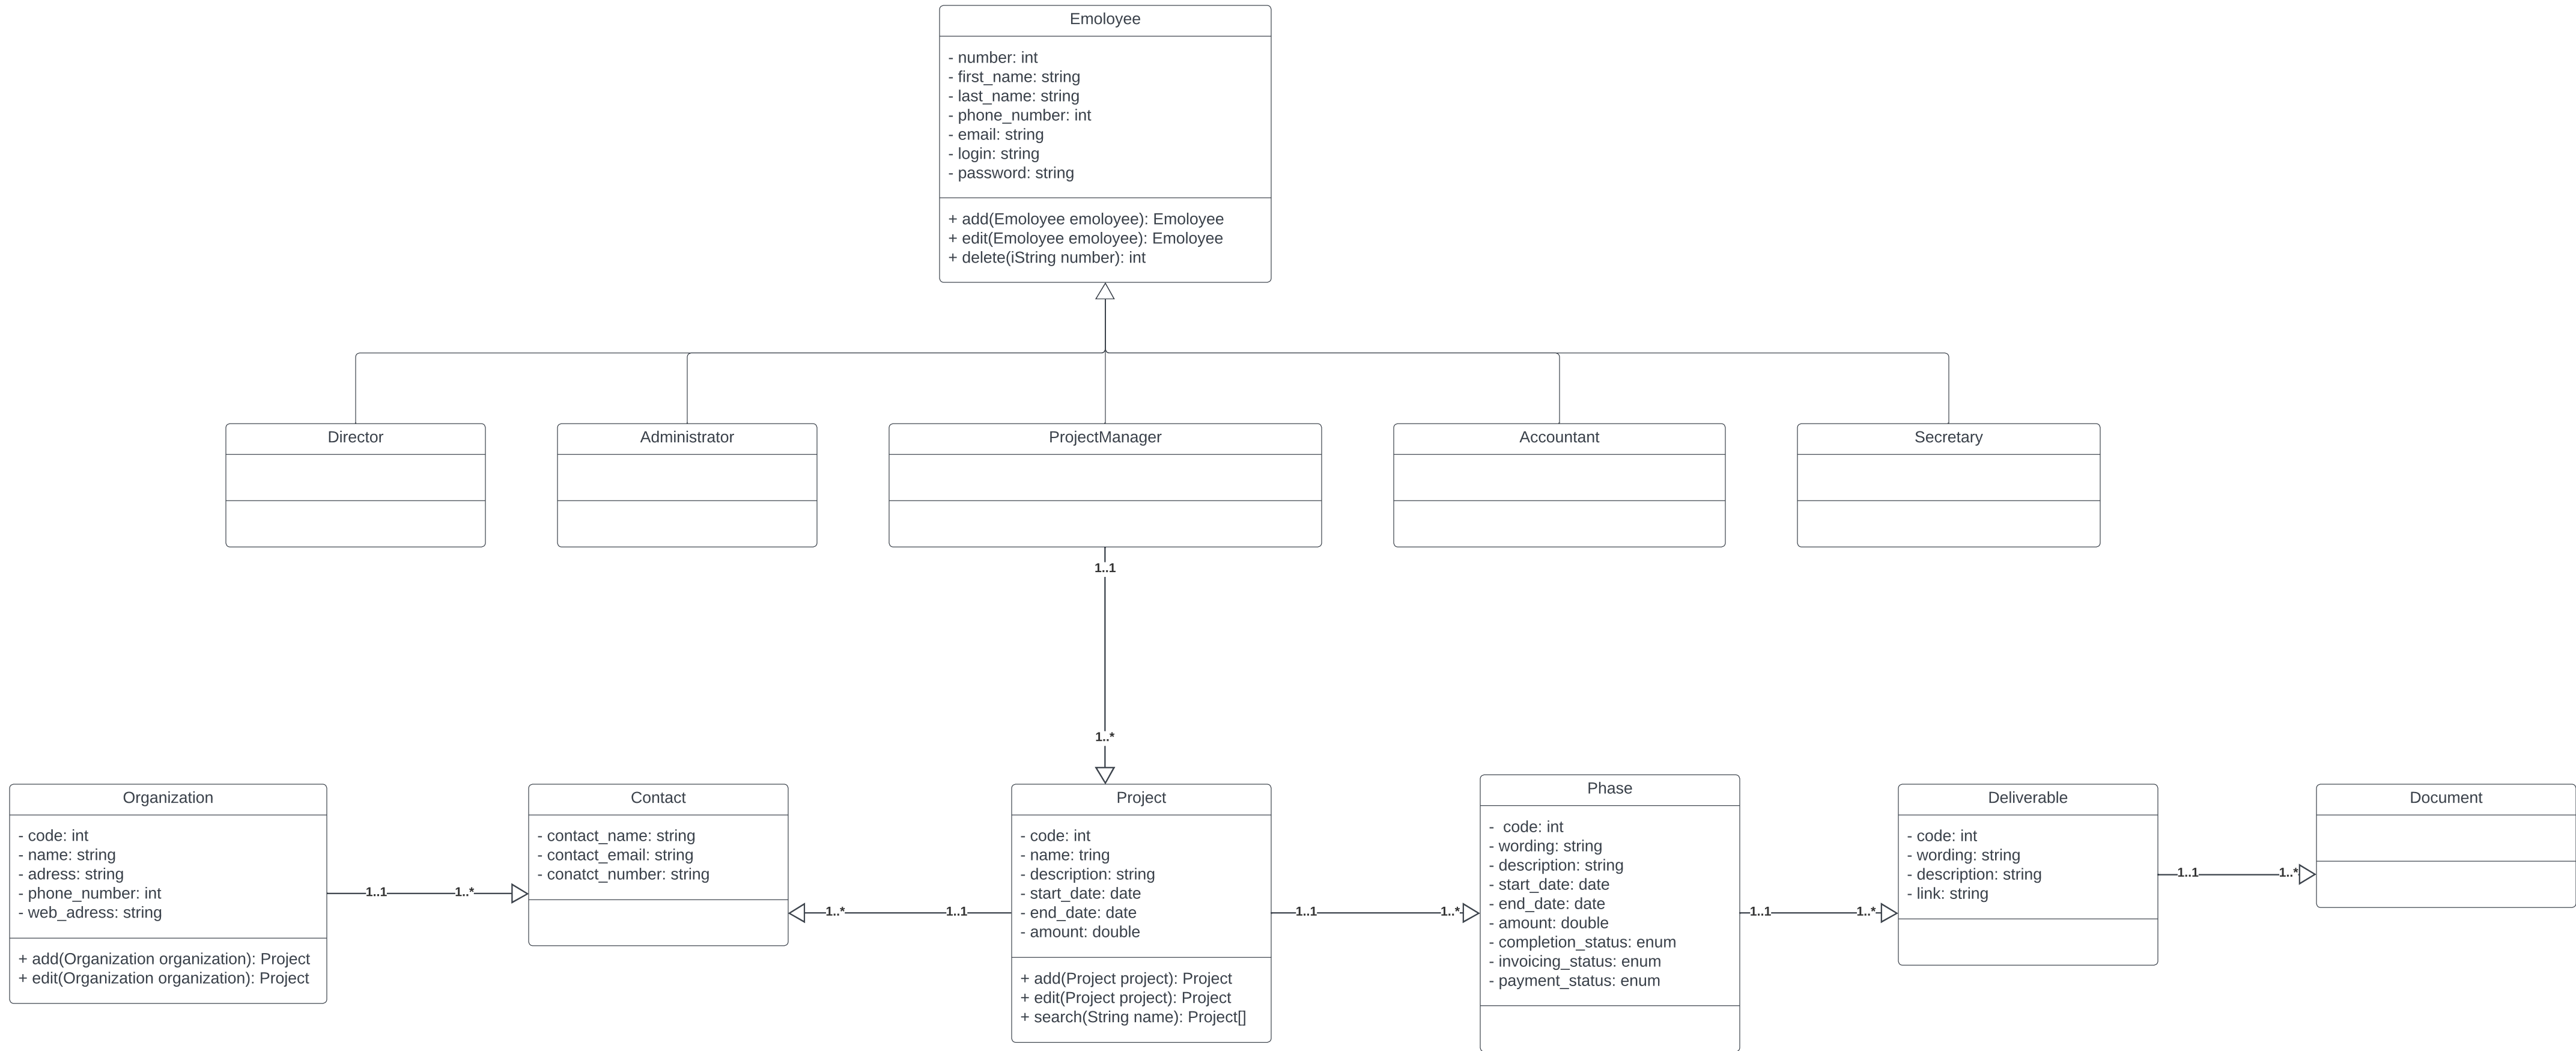 Emoloyee
- number: int
- first_name: string
- last_name: string
- phone_number: int
- email: string
- login: string
- password: string
+ add(Emoloyee emoloyee): Emoloyee
+ edit(Emoloyee emoloyee): Emoloyee
+ delete(iString number): int
Director
Administrator
ProjectManager
Accountant
Secretary
1..1
1..*
Organization
- code: int
- name: string
- adress: string
- phone_number: int
- web_adress: string
+ add(Organization organization): Project
+ edit(Organization organization): Project
1..1
1..*
Contact
- contact_name: string
- contact_email: string
- conatct_number: string
1..*
1..1
Project
- code: int
- name: tring
- description: string
- start_date: date
- end_date: date
- amount: double
+ add(Project project): Project
+ edit(Project project): Project
+ search(String name): Project[]
1..1
1..*
Phase
-  code: int
- wording: string
- description: string
- start_date: date
- end_date: date
- amount: double
- completion_status: enum
- invoicing_status: enum
- payment_status: enum
1..1
1..*
Deliverable
- code: int
- wording: string
- description: string
- link: string
1..1
1..*
Document